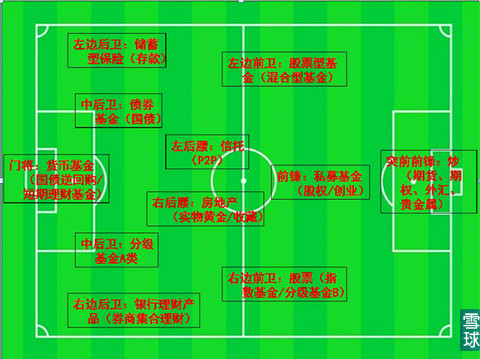 左边后卫：储蓄
型保险（存款）
左边前卫：股票型基
金（混合型基金）
中后卫：债券
基金（国债）
左后腰：信托
（P2P）
门将：货币基金
（国债逆回购/
短期理财基金）
前锋：私募基金
（股权/创业）
突前前锋：炒
（期货、期
权、外汇、
贵金属）
右后腰：房地产
（实物黄金/收藏）
中后卫：分级
基金A类
右边前卫：股票（指
数基金/分级基金B）
右边后卫：银行理财产
品（券商集合理财）
雪
球